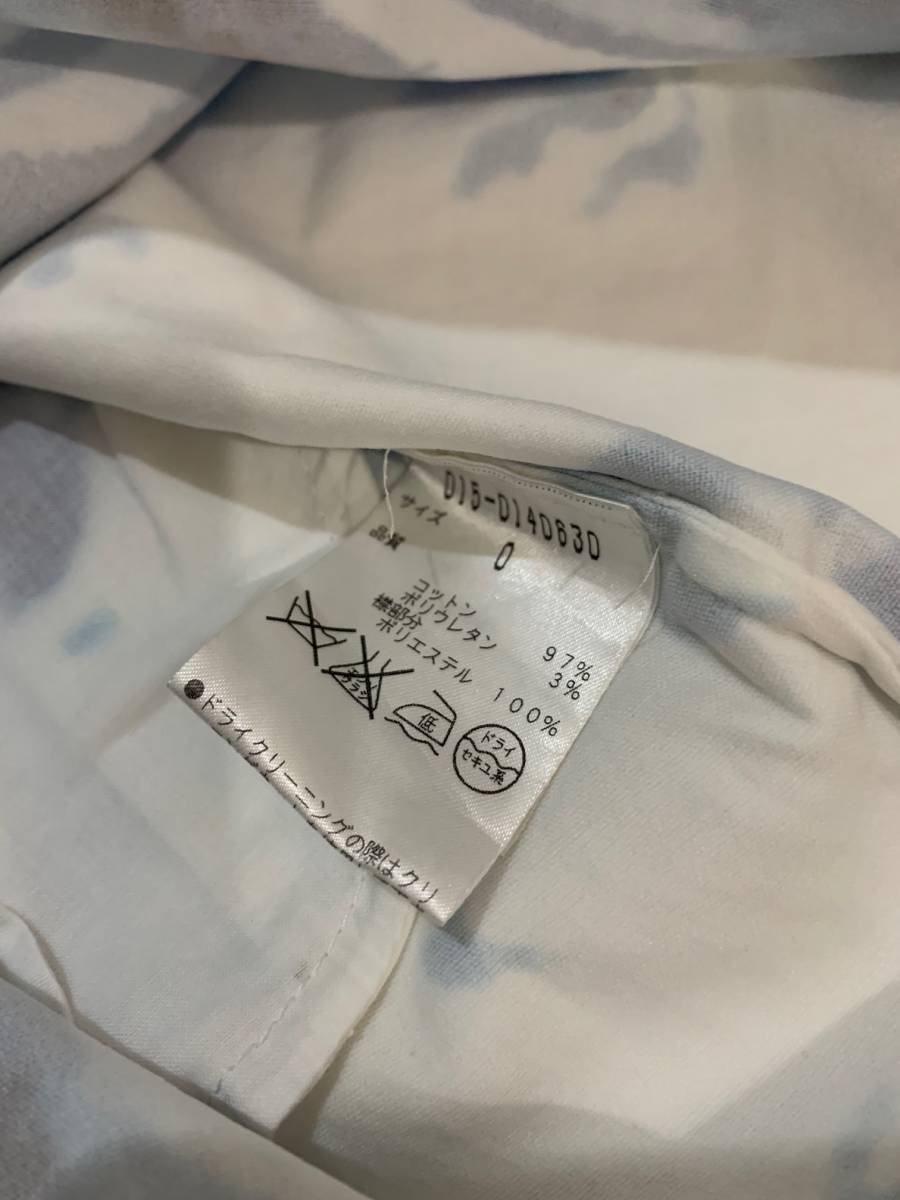 D15-D14063D
サイズ 0
品質
コットン 97%
ポリウレタン 3%
様部分
ポリエステル 100%
低
ドライ
セキユ系
●ドライクリーニングの際はクリ